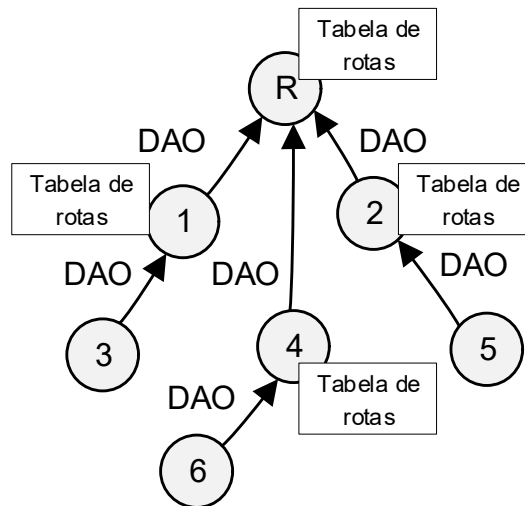 Tabela de
rotas
R
DAO
DAO
Tabela de
rotas
1
2
Tabela de
rotas
DAO
DAO
DAO
3
4
5
Tabela de
rotas
DAO
6